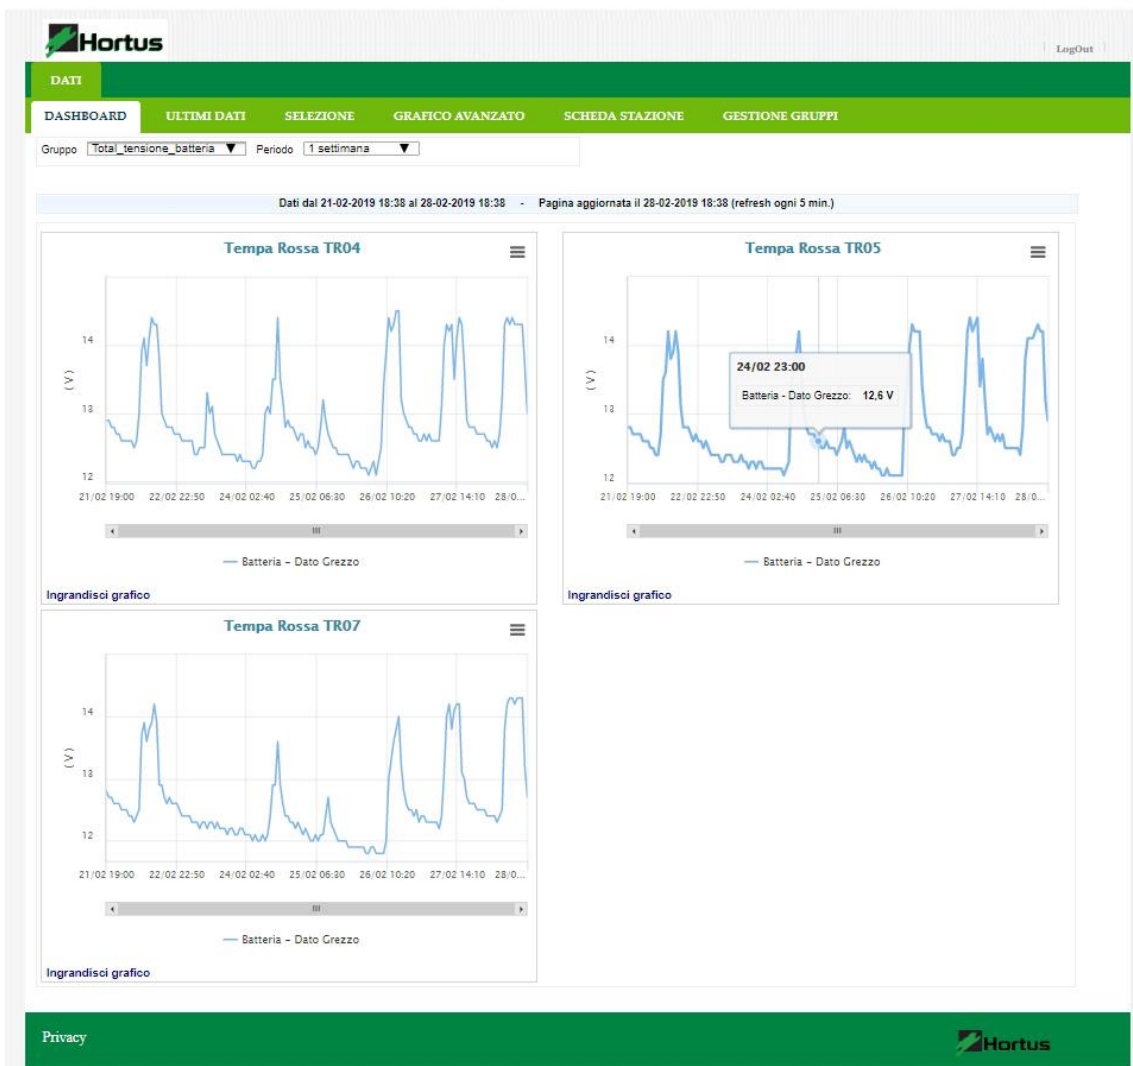 Hortus
LogOut
DATI
DASHBOARD ULTIMI DATI SELEZIONE GRAFICO AVANZATO SCHEDA STAZIONE GESTIONE GRUPPI
Gruppo Total_tensione_batteria ▼ Periodo 1 settimana ▼
Dati dal 21-02-2019 18:38 al 28-02-2019 18:38 - Pagina aggiornata il 28-02-2019 18:38 (refresh ogni 5 min.)
Tempa Rossa TR04
14
(V)
13
12
21/02 19:00 22/02 22:50 24/02 02:40 25/02 06:30 26/02 10:20 27/02 14:10 28/0...
Batteria - Dato Grezzo
Ingrandisci grafico
Tempa Rossa TR05
14
(V)
13
12
24/02 23:00
Batteria - Dato Grezzo: 12,6 V
21/02 19:00 22/02 22:50 24/02 02:40 25/02 06:30 26/02 10:20 27/02 14:10 28/0...
Batteria - Dato Grezzo
Ingrandisci grafico
Tempa Rossa TR07
14
(V)
13
12
21/02 19:00 22/02 22:50 24/02 02:40 25/02 06:30 26/02 10:20 27/02 14:10 28/0...
Batteria - Dato Grezzo
Ingrandisci grafico
Privacy
Hortus